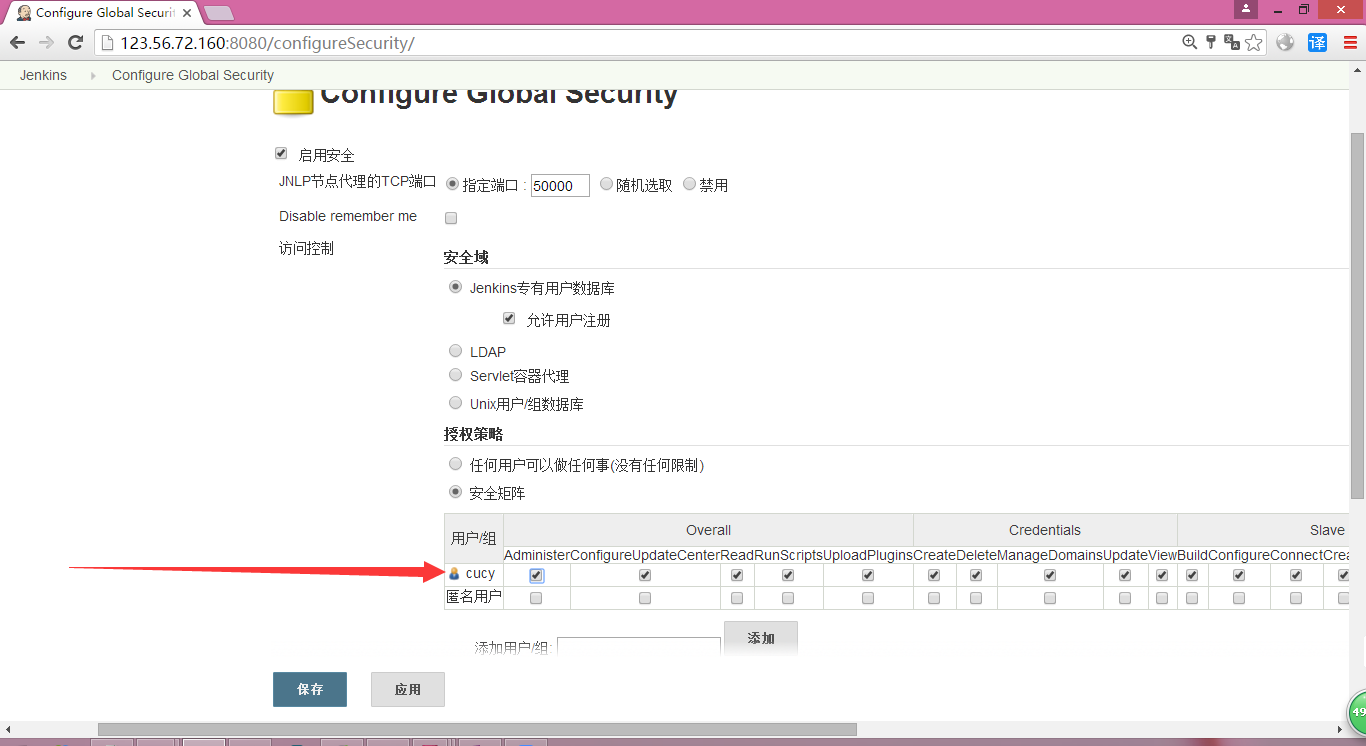 Configure Global Securi
123.56.72.160:8080/configureSecurity/
译
Jenkins Configure Global Security
Configure Global Security
启用安全
JNLP节点代理的TCP端口 指定端口 : 50000 随机选取 禁用
Disable remember me
访问控制
安全域
Jenkins专有用户数据库
允许用户注册
LDAP
Servlet容器代理
Unix用户/组数据库
授权策略
任何用户可以做任何事(没有任何限制)
安全矩阵
用户/组 Overall Credentials Slave
Administer ConfigureUpdateCenter Read RunScripts UploadPlugins Create Delete ManageDomains Update View Build Configure Connect Crea
cucy
匿名用户
添加用户/组: 添加
保存 应用
49